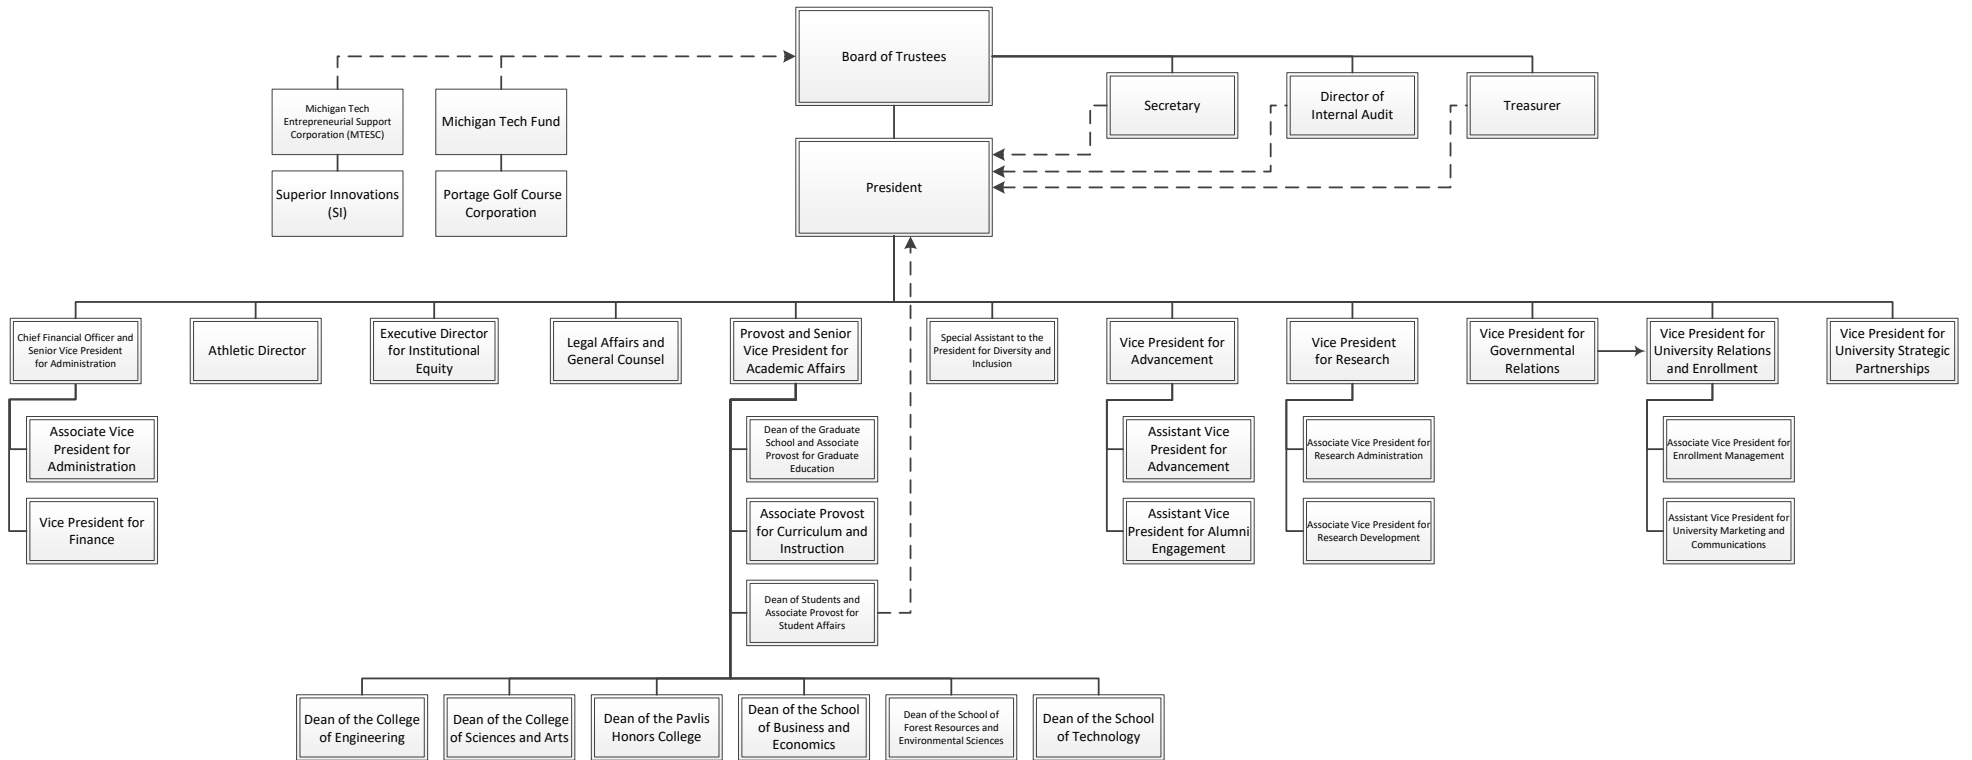 Board of Trustees
Michigan Tech
Entrepreneurial Support
Corporation (MTESC)
Michigan Tech Fund
Secretary
Director of
Internal Audit
Treasurer
Superior Innovations
(SI)
Portage Golf Course
Corporation
President
Chief Financial Officer and
Senior Vice President
for Administration
Athletic Director
Executive Director
for Institutional
Equity
Legal Affairs and
General Counsel
Provost and Senior
Vice President for
Academic Affairs
Special Assistant to the
President for Diversity and
Inclusion
Vice President for
Advancement
Vice President
for Research
Vice President for
Governmental
Relations
Vice President for
University Relations
and Enrollment
Vice President for
University Strategic
Partnerships
Associate Vice
President for
Administration
Dean of the Graduate
School and Associate
Provost for Graduate
Education
Assistant Vice
President for
Advancement
Associate Vice President for
Research Administration
Associate Vice President for
Enrollment Management
Vice President for
Finance
Associate Provost
for Curriculum and
Instruction
Assistant Vice
President for Alumni
Engagement
Associate Vice President for
Research Development
Assistant Vice President for
University Marketing and
Communications
Dean of Students and
Associate Provost for
Student Affairs
Dean of the College
of Engineering
Dean of the College
of Sciences and Arts
Dean of the Pavlis
Honors College
Dean of the School
of Business and
Economics
Dean of the School of
Forest Resources and
Environmental Sciences
Dean of the School
of Technology